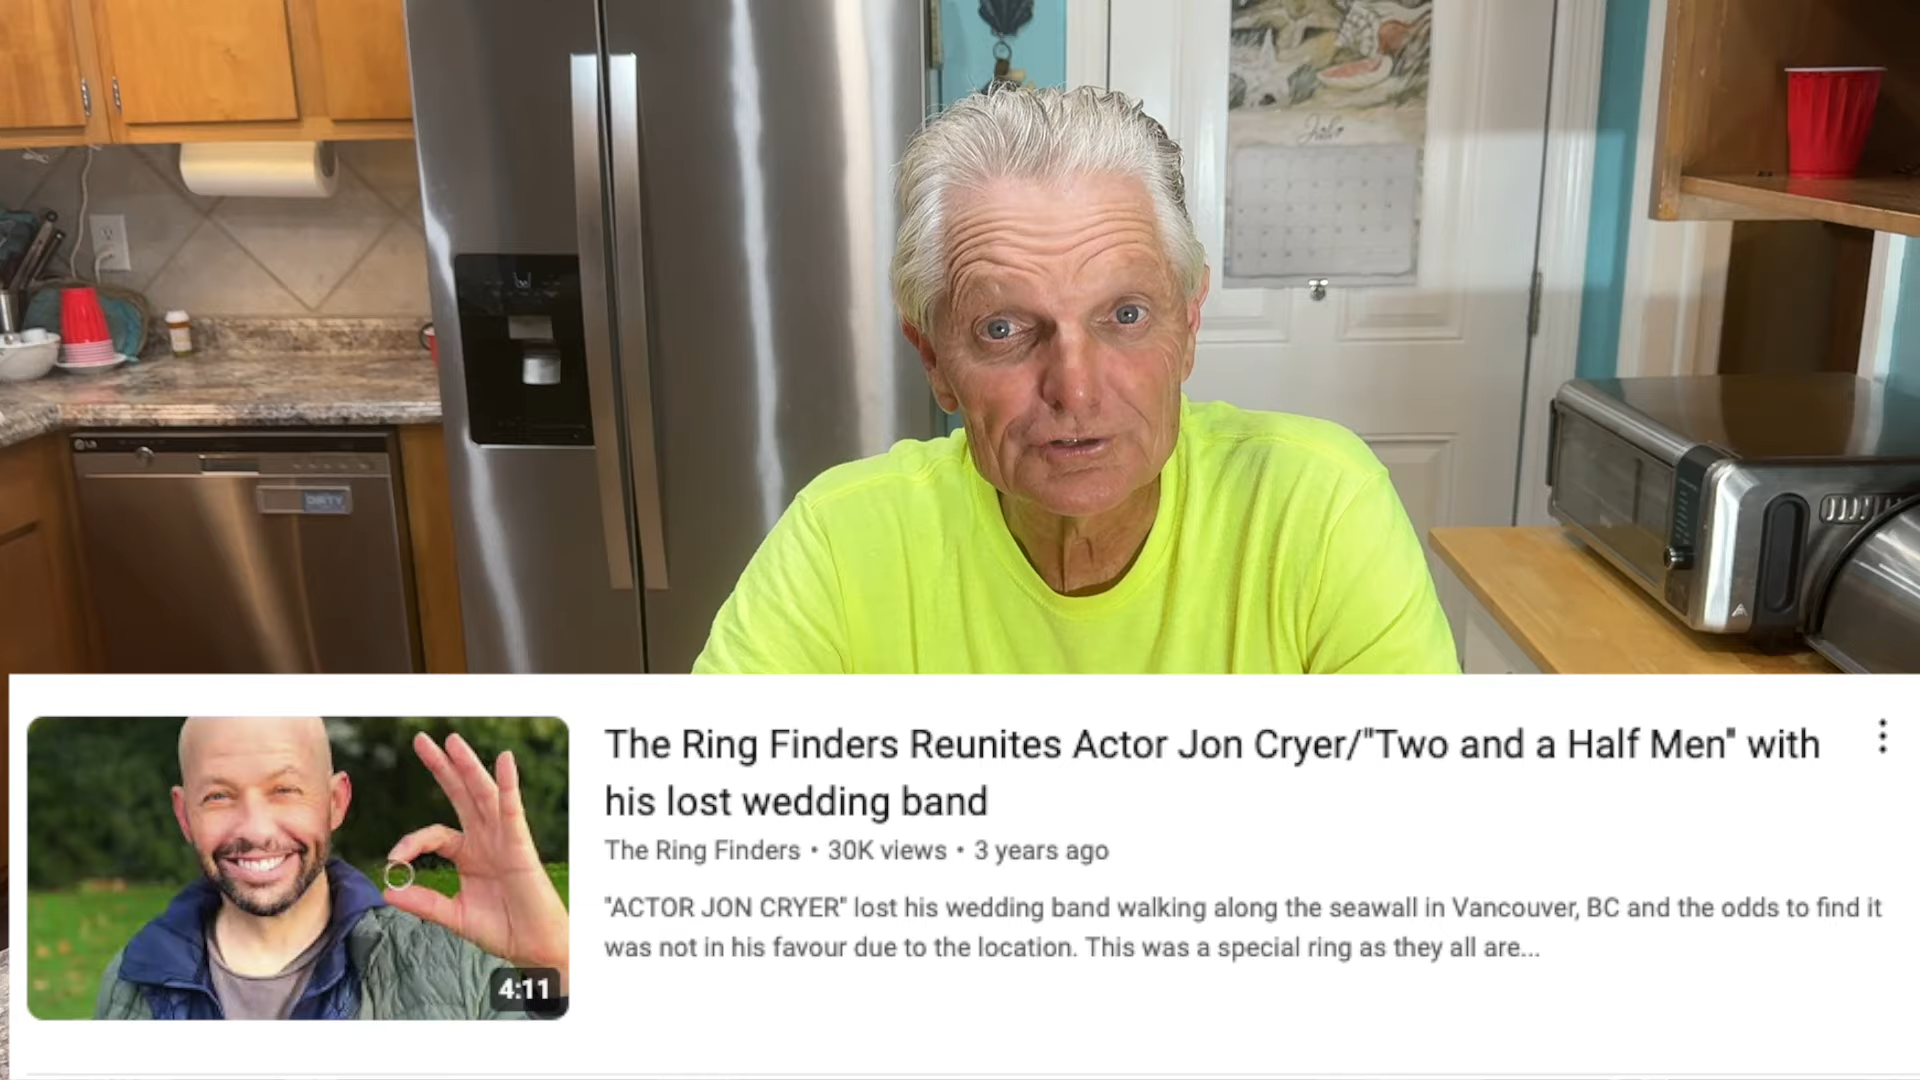 July
LG
DIRTY
The Ring Finders Reunites Actor Jon Cryer/"Two and a Half Men" with
his lost wedding band
The Ring Finders • 30K views • 3 years ago
"ACTOR JON CRYER" lost his wedding band walking along the seawall in Vancouver, BC and the odds to find it
was not in his favour due to the location. This was a special ring as they all are...
4:11